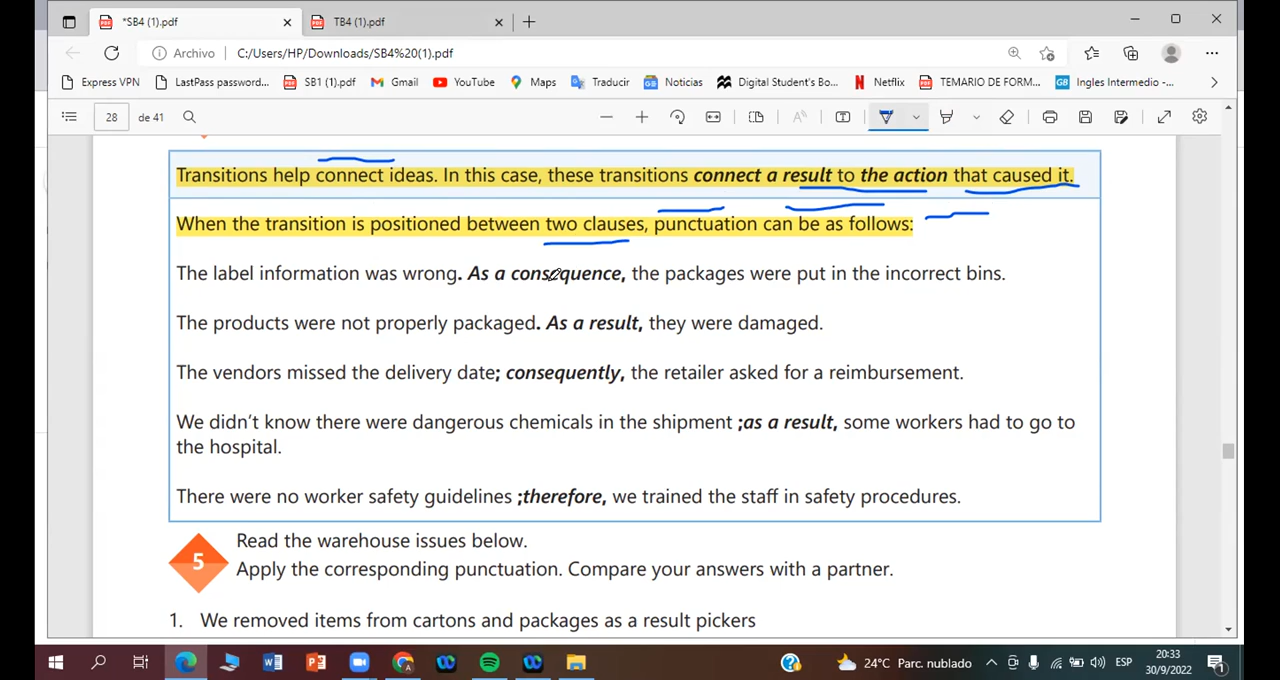 *SB4 (1).pdf
TB4 (1).pdf
Archivo
C:/Users/HP/Downloads/SB4%20(1).pdf
Express VPN
LastPass password...
SB1 (1).pdf
Gmail
YouTube
Maps
Traducir
Noticias
Digital Student's Bo...
Netflix
TEMARIO DE FORM...
Ingles Intermedio -...
28 de 41
Transitions help connect ideas. In this case, these transitions connect a result to the action that caused it.
When the transition is positioned between two clauses, punctuation can be as follows:
The label information was wrong. As a consequence, the packages were put in the incorrect bins.
The products were not properly packaged. As a result, they were damaged.
The vendors missed the delivery date; consequently, the retailer asked for a reimbursement.
We didn't know there were dangerous chemicals in the shipment ;as a result, some workers had to go to
the hospital.
There were no worker safety guidelines ;therefore, we trained the staff in safety procedures.
5
Read the warehouse issues below.
Apply the corresponding punctuation. Compare your answers with a partner.
1. We removed items from cartons and packages as a result pickers
24°C Parc. nublado
ESP
20:33
30/9/2022